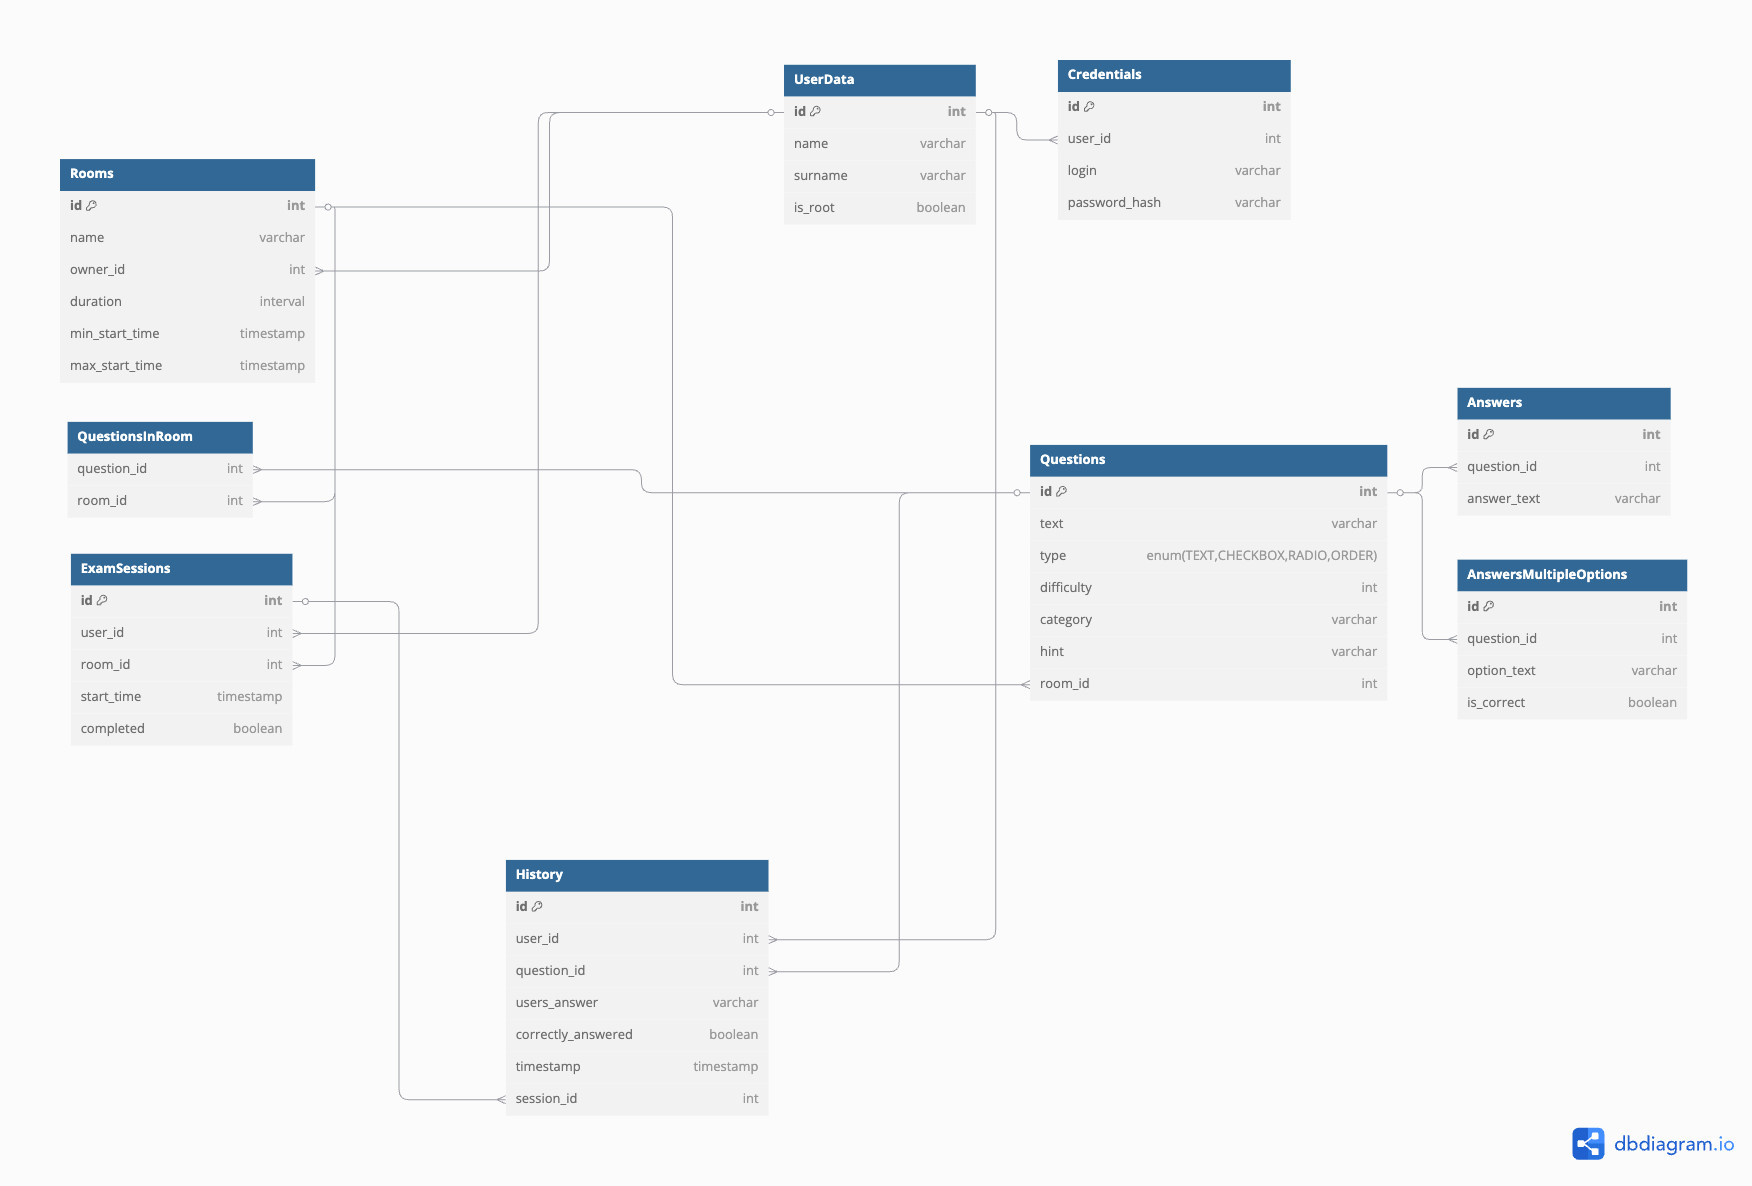 UserData
id int
name varchar
surname varchar
is_root boolean
Credentials
id int
user_id int
login varchar
password_hash varchar
Rooms
id int
name varchar
owner_id int
duration interval
min_start_time timestamp
max_start_time timestamp
QuestionsInRoom
question_id int
room_id int
ExamSessions
id int
user_id int
room_id int
start_time timestamp
completed boolean
Questions
id int
text varchar
type enum(TEXT,CHECKBOX,RADIO,ORDER)
difficulty int
category varchar
hint varchar
room_id int
Answers
id int
question_id int
answer_text varchar
AnswersMultipleOptions
id int
question_id int
option_text varchar
is_correct boolean
History
id int
user_id int
question_id int
users_answer varchar
correctly_answered boolean
timestamp timestamp
session_id int
dbdiagram.io